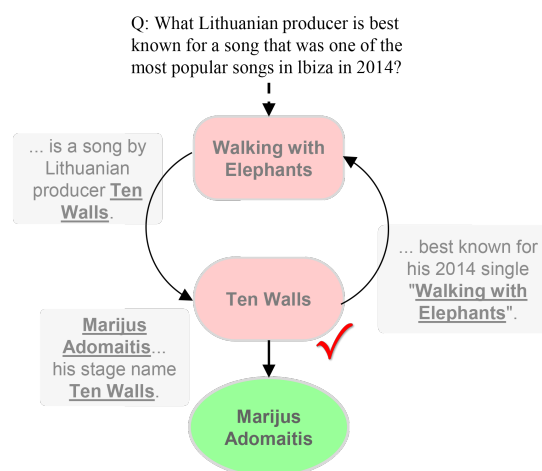 Q: What Lithuanian producer is best
known for a song that was one of the
most popular songs in Ibiza in 2014?
Walking with
Elephants
... is a song by
Lithuanian
producer Ten
Walls.
... best known for
his 2014 single
"Walking with
Elephants".
Ten Walls
Marijus
Adomaitis...
his stage name
Ten Walls.
Marijus
Adomaitis